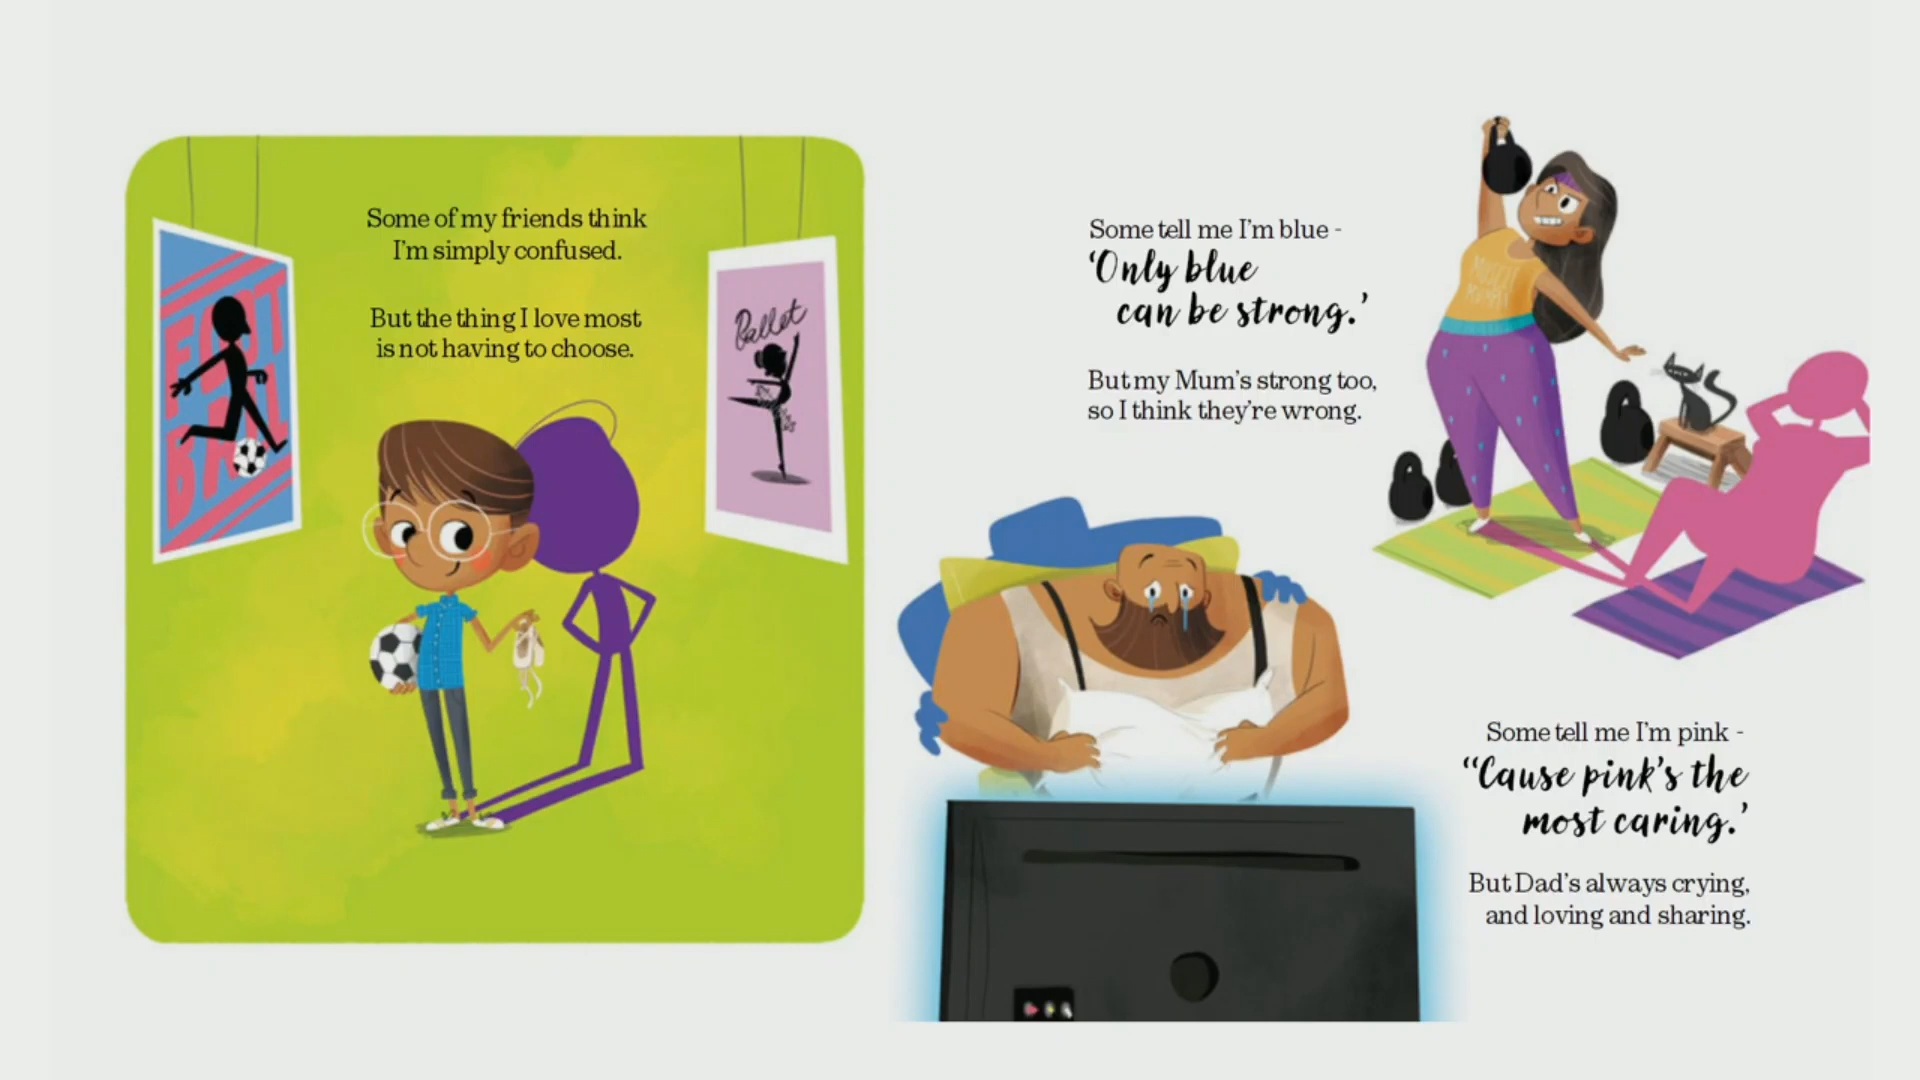 FOOT
BALL
Some of my friends think
I'm simply confused.
But the thing I love most
is not having to choose.
Ballet
Some tell me I'm blue -
'Only blue
can be strong.'
But my Mum's strong too,
so I think they're wrong.
Some tell me I'm pink -
“Cause pink's the
most caring.'
But Dad's always crying,
and loving and sharing.